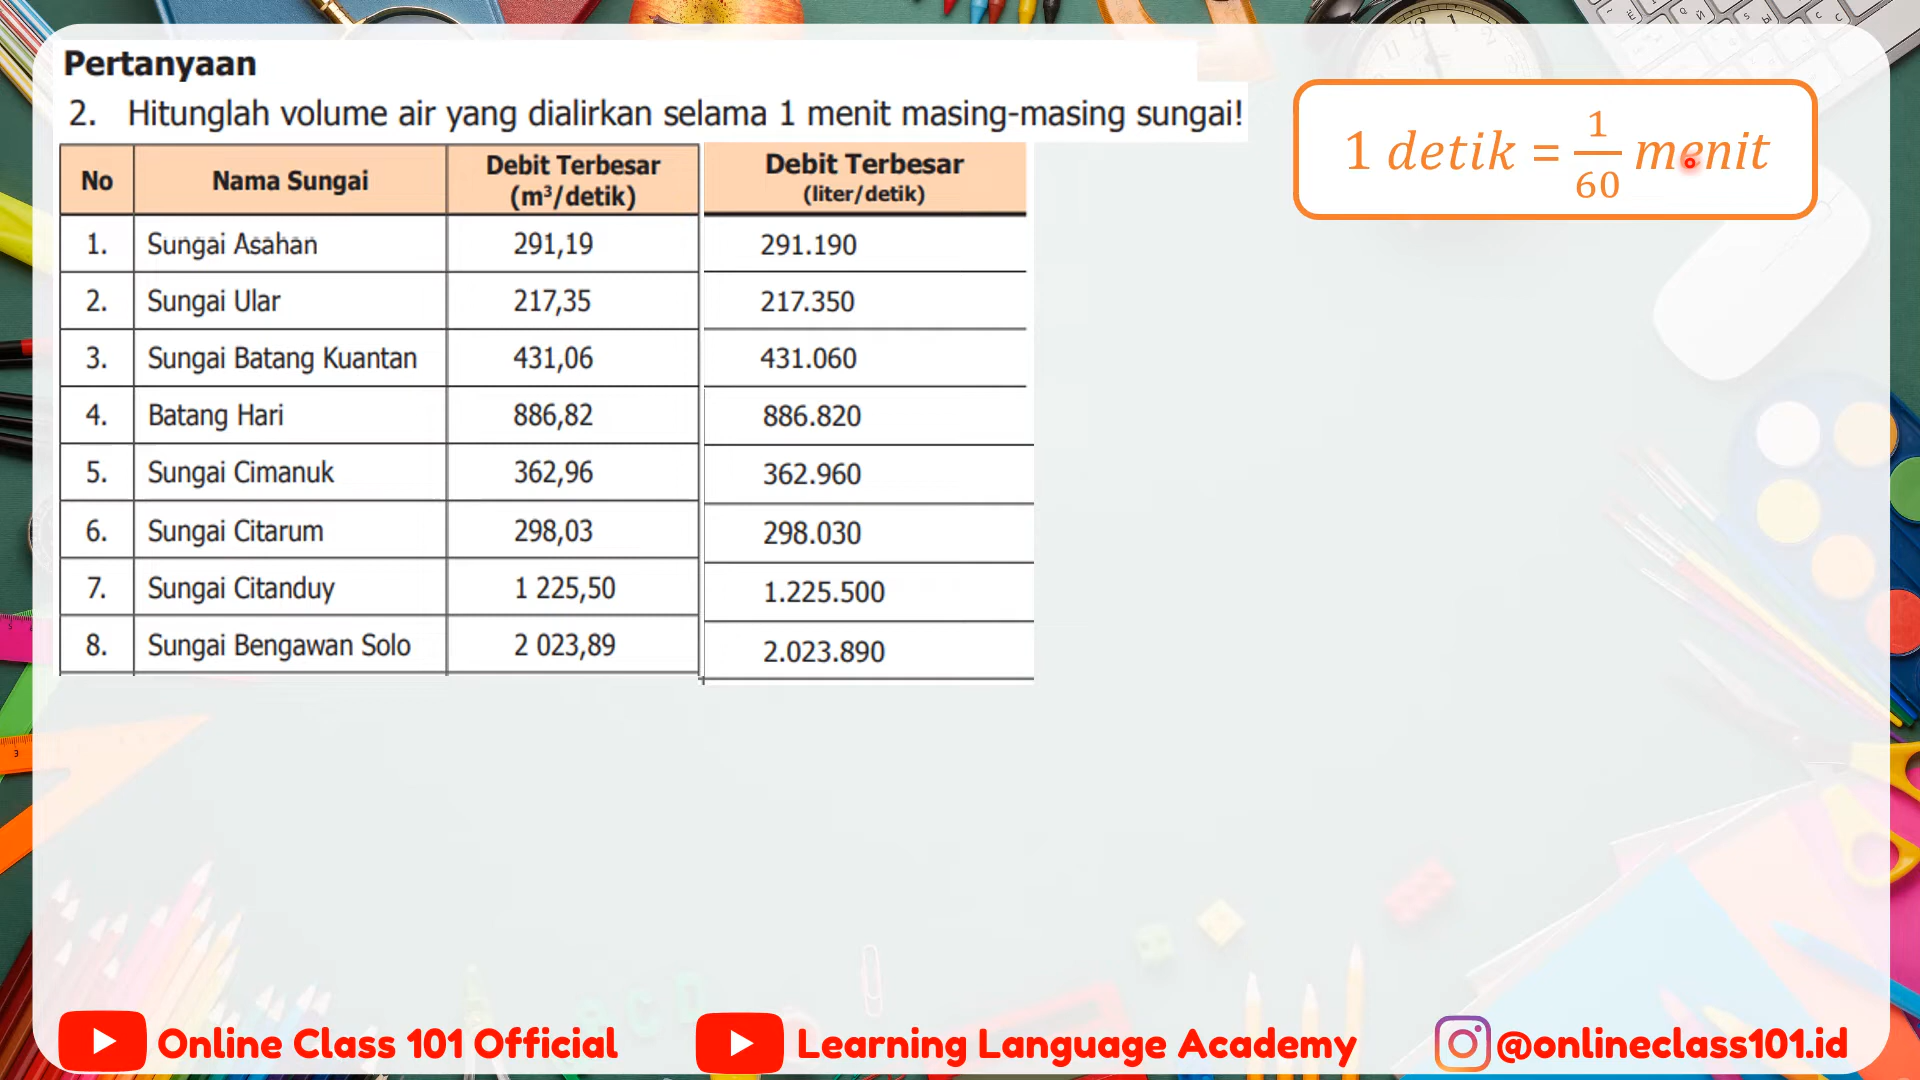 Pertanyaan
2. Hitunglah volume air yang dialirkan selama 1 menit masing-masing sungai!
1 detik = 1/60 menit
No Nama Sungai Debit Terbesar (m³/detik) Debit Terbesar (liter/detik)
1. Sungai Asahan 291,19 291.190
2. Sungai Ular 217,35 217.350
3. Sungai Batang Kuantan 431,06 431.060
4. Batang Hari 886,82 886.820
5. Sungai Cimanuk 362,96 362.960
6. Sungai Citarum 298,03 298.030
7. Sungai Citanduy 1 225,50 1.225.500
8. Sungai Bengawan Solo 2 023,89 2.023.890
Online Class 101 Official Learning Language Academy @onlineclass101.id